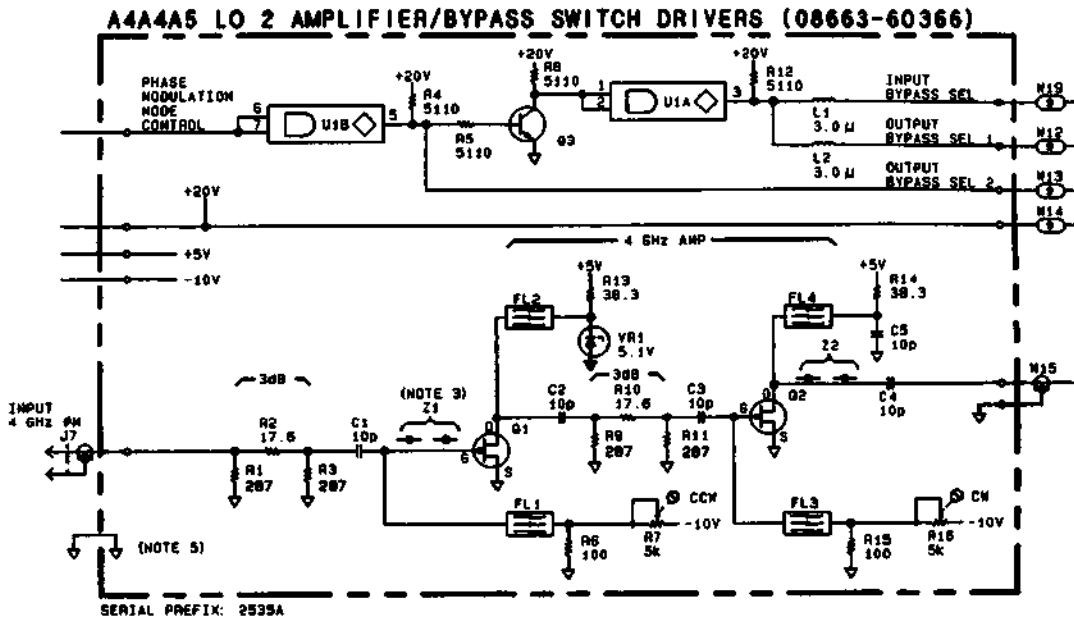 A4A4A5 LO 2 AMPLIFIER/BYPASS SWITCH DRIVERS (08663-60366)
PHASE
MODULATION
MODE
CONTROL
6
7
U1B
5
+20V
R4
5110
R5
5110
+20V
R8
5110
Q3
1
2
U1A
3
+20V
R12
5110
L1
3.0 µ
L2
3.0 µ
INPUT
BYPASS SEL
OUTPUT
BYPASS SEL 1
OUTPUT
BYPASS SEL 2
W19
W12
W13
W14
+20V
+5V
-10V
4 GHz AMP
FL2
+5V
R13
38.3
VR1
5.1V
FL4
+5V
R14
38.3
C5
10p
Z2
3dB
R2
17.6
C1
10p
(NOTE 3)
Z1
D
G
S
Q1
C2
10p
3dB
R10
17.6
C3
10p
D
G
S
Q2
C4
10p
W15
INPUT
4 GHz
ØM
J7
R1
287
R3
287
R9
287
R11
287
FL1
R6
100
R7
5k
CCW
-10V
FL3
R15
100
R16
5k
CW
-10V
(NOTE 5)
SERIAL PREFIX: 2535A